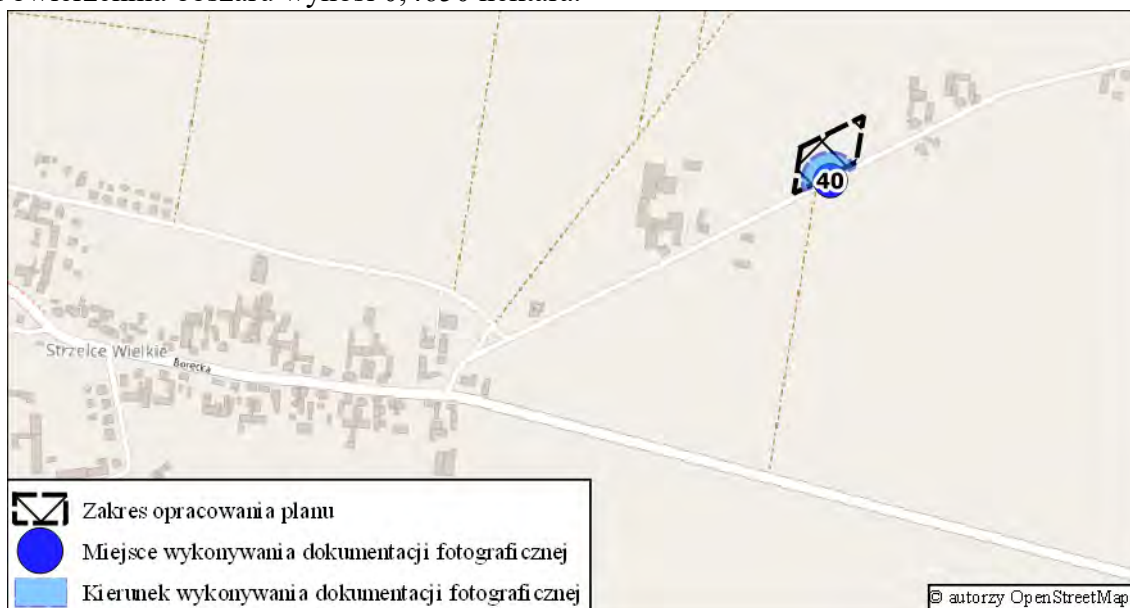 40
Strzelce Wielkie
Borecka
Zakres opracowania planu
Miejsce wykonywania dokumentacji fotograficznej
Kierunek wykonywania dokumentacji fotograficznej
© autorzy OpenStreetMap